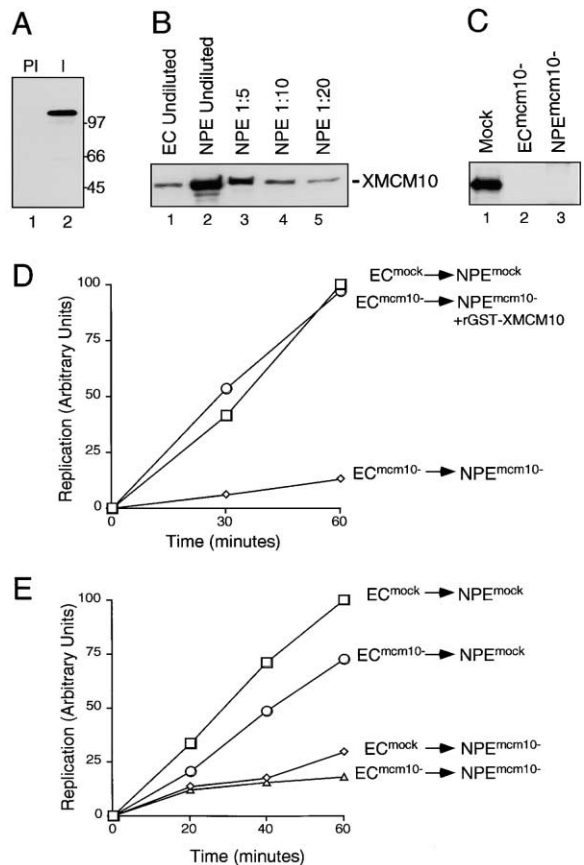 A
PI I
97
66
45
1 2
B
EC Undiluted
NPE Undiluted
NPE 1:5
NPE 1:10
NPE 1:20
-XMCM10
1 2 3 4 5
C
Mock
ECmcm10-
NPEmcm10-
1 2 3
D
Replication (Arbitrary Units)
100
75
50
25
0
0 30 60
Time (minutes)
ECmock → NPEmock
ECmcm10- → NPEmcm10-
+rGST-XMCM10
ECmcm10- → NPEmcm10-
E
Replication (Arbitrary Units)
100
75
50
25
0
0 20 40 60
Time (minutes)
ECmock → NPEmock
ECmcm10- → NPEmock
ECmock → NPEmcm10-
ECmcm10- → NPEmcm10-